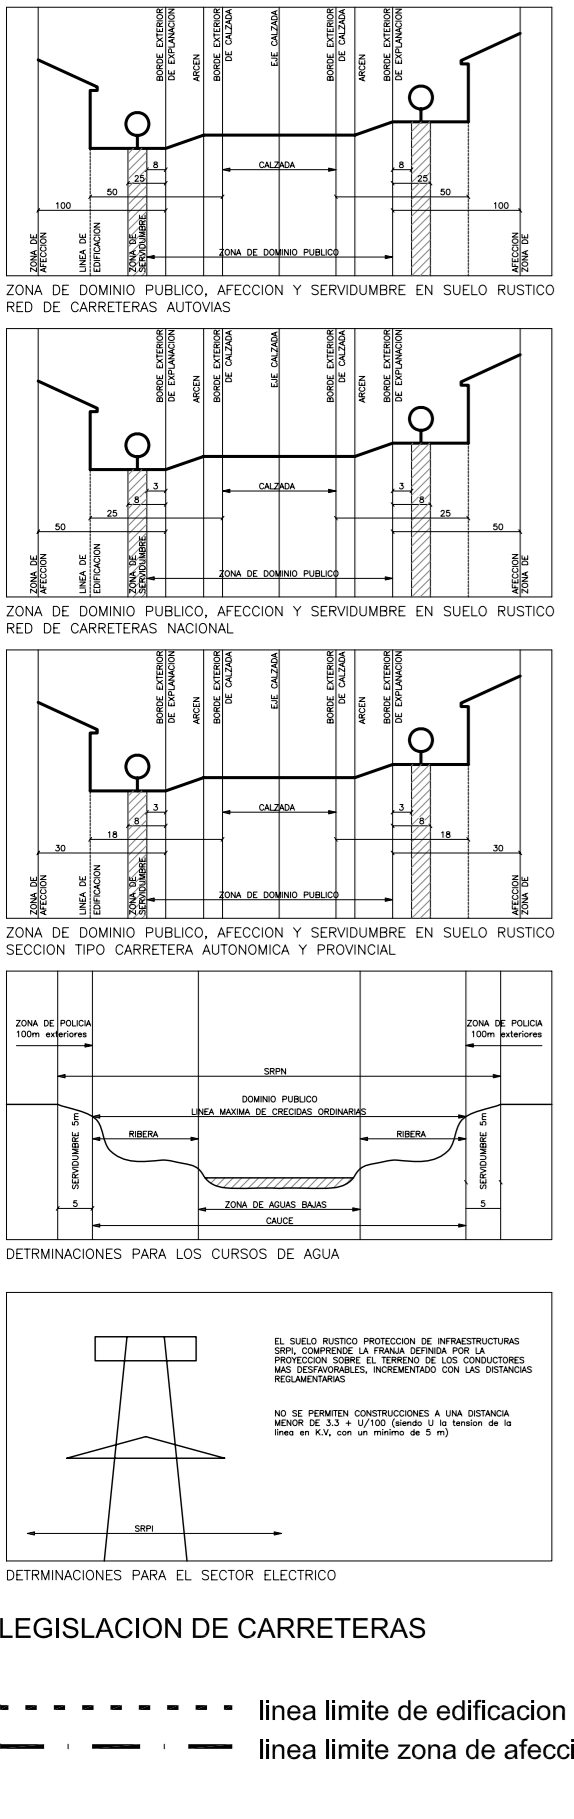 BORDE EXTERIOR
DE EXPLANACION
ARCEN
BORDE EXTERIOR
DE CALZADA
EJE CALZADA
BORDE EXTERIOR
DE CALZADA
ARCEN
BORDE EXTERIOR
DE EXPLANACION
8
CALZADA
8
25
25
50
50
100
100
ZONA DE
AFECCION
LINEA DE
EDIFICACION
ZONA DE
SERVIDUMBRE
ZONA DE DOMINIO PUBLICO
AFECCION
ZONA DE
ZONA DE DOMINIO PUBLICO, AFECCION Y SERVIDUMBRE EN SUELO RUSTICO
RED DE CARRETERAS AUTOVIAS
BORDE EXTERIOR
DE EXPLANACION
ARCEN
BORDE EXTERIOR
DE CALZADA
EJE CALZADA
BORDE EXTERIOR
DE CALZADA
ARCEN
BORDE EXTERIOR
DE EXPLANACION
3
CALZADA
3
8
8
25
25
50
50
ZONA DE
AFECCION
LINEA DE
EDIFICACION
ZONA DE
SERVIDUMBRE
ZONA DE DOMINIO PUBLICO
AFECCION
ZONA DE
ZONA DE DOMINIO PUBLICO, AFECCION Y SERVIDUMBRE EN SUELO RUSTICO
RED DE CARRETERAS NACIONAL
BORDE EXTERIOR
DE EXPLANACION
ARCEN
BORDE EXTERIOR
DE CALZADA
EJE CALZADA
BORDE EXTERIOR
DE CALZADA
ARCEN
BORDE EXTERIOR
DE EXPLANACION
3
CALZADA
3
8
8
18
18
30
30
ZONA DE
AFECCION
LINEA DE
EDIFICACION
ZONA DE
SERVIDUMBRE
ZONA DE DOMINIO PUBLICO
AFECCION
ZONA DE
ZONA DE DOMINIO PUBLICO, AFECCION Y SERVIDUMBRE EN SUELO RUSTICO
SECCION TIPO CARRETERA AUTONOMICA Y PROVINCIAL
ZONA DE POLICIA
100m exteriores
ZONA DE POLICIA
100m exteriores
SRPN
DOMINIO PUBLICO
LINEA MAXIMA DE CRECIDAS ORDINARIAS
RIBERA
RIBERA
SERVIDUMBRE 5m
SERVIDUMBRE 5m
5
ZONA DE AGUAS BAJAS
5
CAUCE
DETRMINACIONES PARA LOS CURSOS DE AGUA
EL SUELO RUSTICO PROTECCION DE INFRAESTRUCTURAS
SRPI, COMPRENDE LA FRANJA DEFINIDA POR LA
PROYECCION SOBRE EL TERRENO DE LOS CONDUCTORES
MAS DESFAVORABLES, INCREMENTADO CON LAS DISTANCIAS
REGLAMENTARIAS
NO SE PERMITEN CONSTRUCCIONES A UNA DISTANCIA
MENOR DE 3.3 + U/100 (siendo U la tension de la
linea en K.V, con un minimo de 5 m)
SRPI
DETRMINACIONES PARA EL SECTOR ELECTRICO
LEGISLACION DE CARRETERAS
linea limite de edificacion
linea limite zona de afecci